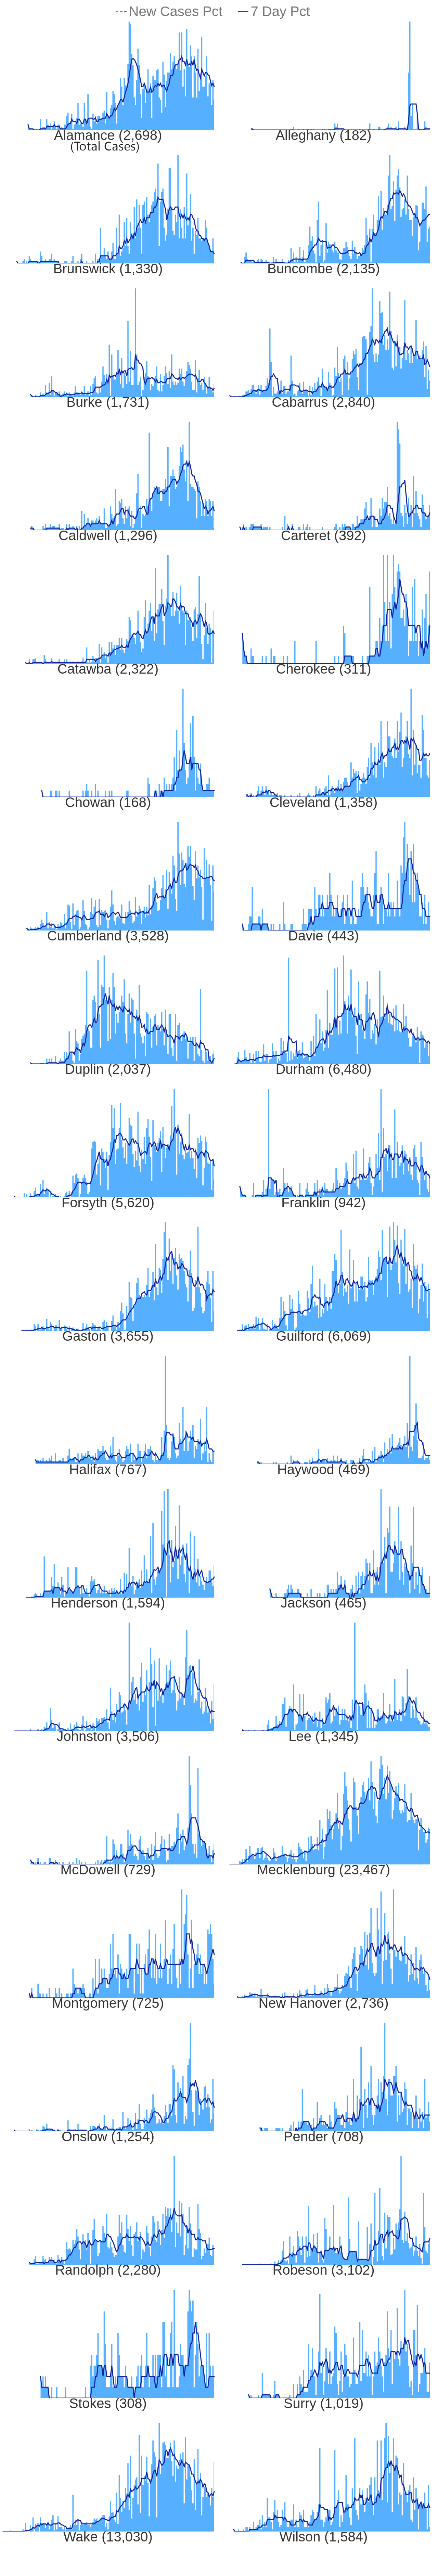 New Cases Pct 7 Day Pct
Alamance (2,698) Alleghany (182)
(Total Cases)
Brunswick (1,330) Buncombe (2,135)
Burke (1,731) Cabarrus (2,840)
Caldwell (1,296) Carteret (392)
Catawba (2,322) Cherokee (311)
Chowan (168) Cleveland (1,358)
Cumberland (3,528) Davie (443)
Duplin (2,037) Durham (6,480)
Forsyth (5,620) Franklin (942)
Gaston (3,655) Guilford (6,069)
Halifax (767) Haywood (469)
Henderson (1,594) Jackson (465)
Johnston (3,506) Lee (1,345)
McDowell (729) Mecklenburg (23,467)
Montgomery (725) New Hanover (2,736)
Onslow (1,254) Pender (708)
Randolph (2,280) Robeson (3,102)
Stokes (308) Surry (1,019)
Wake (13,030) Wilson (1,584)